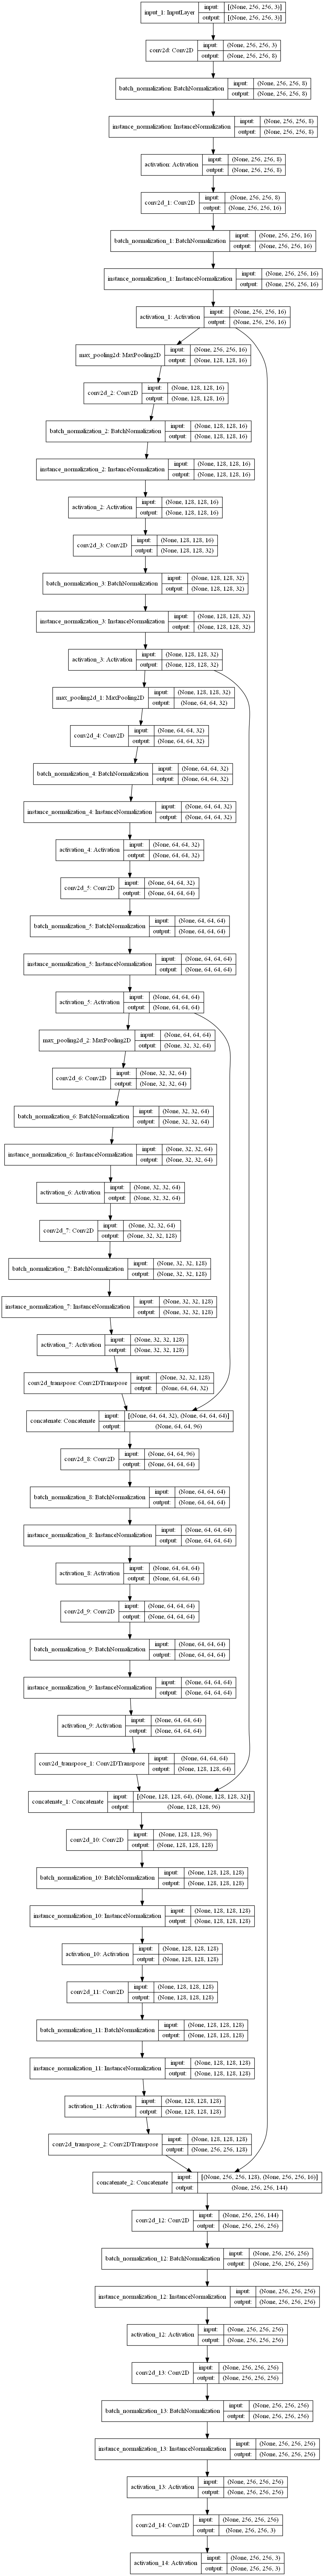 input_1: InputLayer
input: [(None, 256, 256, 3)]
output: [(None, 256, 256, 3)]
conv2d: Conv2D
input: (None, 256, 256, 3)
output: (None, 256, 256, 8)
batch_normalization: BatchNormalization
input: (None, 256, 256, 8)
output: (None, 256, 256, 8)
instance_normalization: InstanceNormalization
input: (None, 256, 256, 8)
output: (None, 256, 256, 8)
activation: Activation
input: (None, 256, 256, 8)
output: (None, 256, 256, 8)
conv2d_1: Conv2D
input: (None, 256, 256, 8)
output: (None, 256, 256, 16)
batch_normalization_1: BatchNormalization
input: (None, 256, 256, 16)
output: (None, 256, 256, 16)
instance_normalization_1: InstanceNormalization
input: (None, 256, 256, 16)
output: (None, 256, 256, 16)
activation_1: Activation
input: (None, 256, 256, 16)
output: (None, 256, 256, 16)
max_pooling2d: MaxPooling2D
input: (None, 256, 256, 16)
output: (None, 128, 128, 16)
conv2d_2: Conv2D
input: (None, 128, 128, 16)
output: (None, 128, 128, 16)
batch_normalization_2: BatchNormalization
input: (None, 128, 128, 16)
output: (None, 128, 128, 16)
instance_normalization_2: InstanceNormalization
input: (None, 128, 128, 16)
output: (None, 128, 128, 16)
activation_2: Activation
input: (None, 128, 128, 16)
output: (None, 128, 128, 16)
conv2d_3: Conv2D
input: (None, 128, 128, 16)
output: (None, 128, 128, 32)
batch_normalization_3: BatchNormalization
input: (None, 128, 128, 32)
output: (None, 128, 128, 32)
instance_normalization_3: InstanceNormalization
input: (None, 128, 128, 32)
output: (None, 128, 128, 32)
activation_3: Activation
input: (None, 128, 128, 32)
output: (None, 128, 128, 32)
max_pooling2d_1: MaxPooling2D
input: (None, 128, 128, 32)
output: (None, 64, 64, 32)
conv2d_4: Conv2D
input: (None, 64, 64, 32)
output: (None, 64, 64, 32)
batch_normalization_4: BatchNormalization
input: (None, 64, 64, 32)
output: (None, 64, 64, 32)
instance_normalization_4: InstanceNormalization
input: (None, 64, 64, 32)
output: (None, 64, 64, 32)
activation_4: Activation
input: (None, 64, 64, 32)
output: (None, 64, 64, 32)
conv2d_5: Conv2D
input: (None, 64, 64, 32)
output: (None, 64, 64, 64)
batch_normalization_5: BatchNormalization
input: (None, 64, 64, 64)
output: (None, 64, 64, 64)
instance_normalization_5: InstanceNormalization
input: (None, 64, 64, 64)
output: (None, 64, 64, 64)
activation_5: Activation
input: (None, 64, 64, 64)
output: (None, 64, 64, 64)
max_pooling2d_2: MaxPooling2D
input: (None, 64, 64, 64)
output: (None, 32, 32, 64)
conv2d_6: Conv2D
input: (None, 32, 32, 64)
output: (None, 32, 32, 64)
batch_normalization_6: BatchNormalization
input: (None, 32, 32, 64)
output: (None, 32, 32, 64)
instance_normalization_6: InstanceNormalization
input: (None, 32, 32, 64)
output: (None, 32, 32, 64)
activation_6: Activation
input: (None, 32, 32, 64)
output: (None, 32, 32, 64)
conv2d_7: Conv2D
input: (None, 32, 32, 64)
output: (None, 32, 32, 128)
batch_normalization_7: BatchNormalization
input: (None, 32, 32, 128)
output: (None, 32, 32, 128)
instance_normalization_7: InstanceNormalization
input: (None, 32, 32, 128)
output: (None, 32, 32, 128)
activation_7: Activation
input: (None, 32, 32, 128)
output: (None, 32, 32, 128)
conv2d_transpose: Conv2DTranspose
input: (None, 32, 32, 128)
output: (None, 64, 64, 32)
concatenate: Concatenate
input: [(None, 64, 64, 32), (None, 64, 64, 64)]
output: (None, 64, 64, 96)
conv2d_8: Conv2D
input: (None, 64, 64, 96)
output: (None, 64, 64, 64)
batch_normalization_8: BatchNormalization
input: (None, 64, 64, 64)
output: (None, 64, 64, 64)
instance_normalization_8: InstanceNormalization
input: (None, 64, 64, 64)
output: (None, 64, 64, 64)
activation_8: Activation
input: (None, 64, 64, 64)
output: (None, 64, 64, 64)
conv2d_9: Conv2D
input: (None, 64, 64, 64)
output: (None, 64, 64, 64)
batch_normalization_9: BatchNormalization
input: (None, 64, 64, 64)
output: (None, 64, 64, 64)
instance_normalization_9: InstanceNormalization
input: (None, 64, 64, 64)
output: (None, 64, 64, 64)
activation_9: Activation
input: (None, 64, 64, 64)
output: (None, 64, 64, 64)
conv2d_transpose_1: Conv2DTranspose
input: (None, 64, 64, 64)
output: (None, 128, 128, 64)
concatenate_1: Concatenate
input: [(None, 128, 128, 64), (None, 128, 128, 32)]
output: (None, 128, 128, 96)
conv2d_10: Conv2D
input: (None, 128, 128, 96)
output: (None, 128, 128, 128)
batch_normalization_10: BatchNormalization
input: (None, 128, 128, 128)
output: (None, 128, 128, 128)
instance_normalization_10: InstanceNormalization
input: (None, 128, 128, 128)
output: (None, 128, 128, 128)
activation_10: Activation
input: (None, 128, 128, 128)
output: (None, 128, 128, 128)
conv2d_11: Conv2D
input: (None, 128, 128, 128)
output: (None, 128, 128, 128)
batch_normalization_11: BatchNormalization
input: (None, 128, 128, 128)
output: (None, 128, 128, 128)
instance_normalization_11: InstanceNormalization
input: (None, 128, 128, 128)
output: (None, 128, 128, 128)
activation_11: Activation
input: (None, 128, 128, 128)
output: (None, 128, 128, 128)
conv2d_transpose_2: Conv2DTranspose
input: (None, 128, 128, 128)
output: (None, 256, 256, 128)
concatenate_2: Concatenate
input: [(None, 256, 256, 128), (None, 256, 256, 16)]
output: (None, 256, 256, 144)
conv2d_12: Conv2D
input: (None, 256, 256, 144)
output: (None, 256, 256, 256)
batch_normalization_12: BatchNormalization
input: (None, 256, 256, 256)
output: (None, 256, 256, 256)
instance_normalization_12: InstanceNormalization
input: (None, 256, 256, 256)
output: (None, 256, 256, 256)
activation_12: Activation
input: (None, 256, 256, 256)
output: (None, 256, 256, 256)
conv2d_13: Conv2D
input: (None, 256, 256, 256)
output: (None, 256, 256, 256)
batch_normalization_13: BatchNormalization
input: (None, 256, 256, 256)
output: (None, 256, 256, 256)
instance_normalization_13: InstanceNormalization
input: (None, 256, 256, 256)
output: (None, 256, 256, 256)
activation_13: Activation
input: (None, 256, 256, 256)
output: (None, 256, 256, 256)
conv2d_14: Conv2D
input: (None, 256, 256, 256)
output: (None, 256, 256, 3)
activation_14: Activation
input: (None, 256, 256, 3)
output: (None, 256, 256, 3)